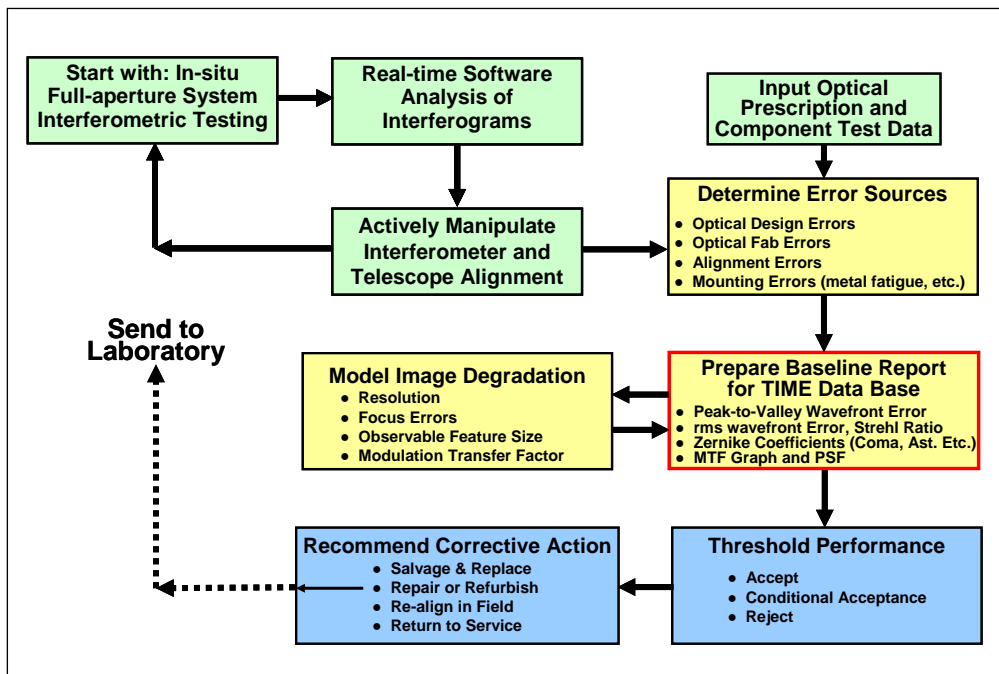 Start with: In-situ
Full-aperture System
Interferometric Testing
Real-time Software
Analysis of
Interferograms
Input Optical
Prescription and
Component Test Data
Actively Manipulate
Interferometer and
Telescope Alignment
Determine Error Sources
● Optical Design Errors
● Optical Fab Errors
● Alignment Errors
● Mounting Errors (metal fatigue, etc.)
Send to
Laboratory
Model Image Degradation
● Resolution
● Focus Errors
● Observable Feature Size
● Modulation Transfer Factor
Prepare Baseline Report
for TIME Data Base
● Peak-to-Valley Wavefront Error
● rms wavefront Error, Strehl Ratio
● Zernike Coefficients (Coma, Ast. Etc.)
● MTF Graph and PSF
Recommend Corrective Action
● Salvage & Replace
● Repair or Refurbish
● Re-align in Field
● Return to Service
Threshold Performance
● Accept
● Conditional Acceptance
● Reject